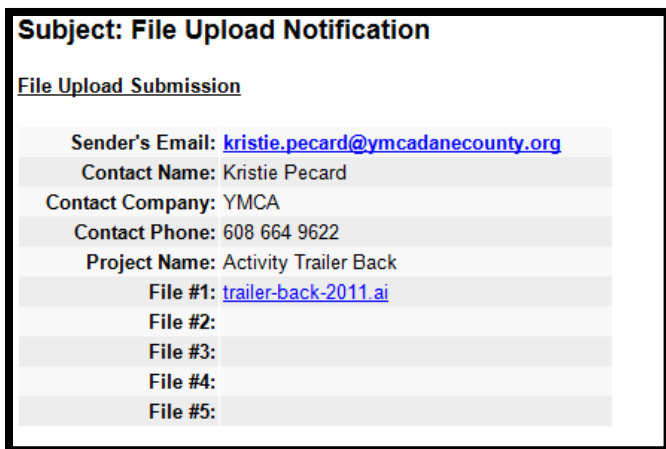 Subject: File Upload Notification
File Upload Submission
Sender's Email: kristie.pecard@ymcadanecounty.org
Contact Name: Kristie Pecard
Contact Company: YMCA
Contact Phone: 608 664 9622
Project Name: Activity Trailer Back
File #1: trailer-back-2011.ai
File #2:
File #3:
File #4:
File #5: